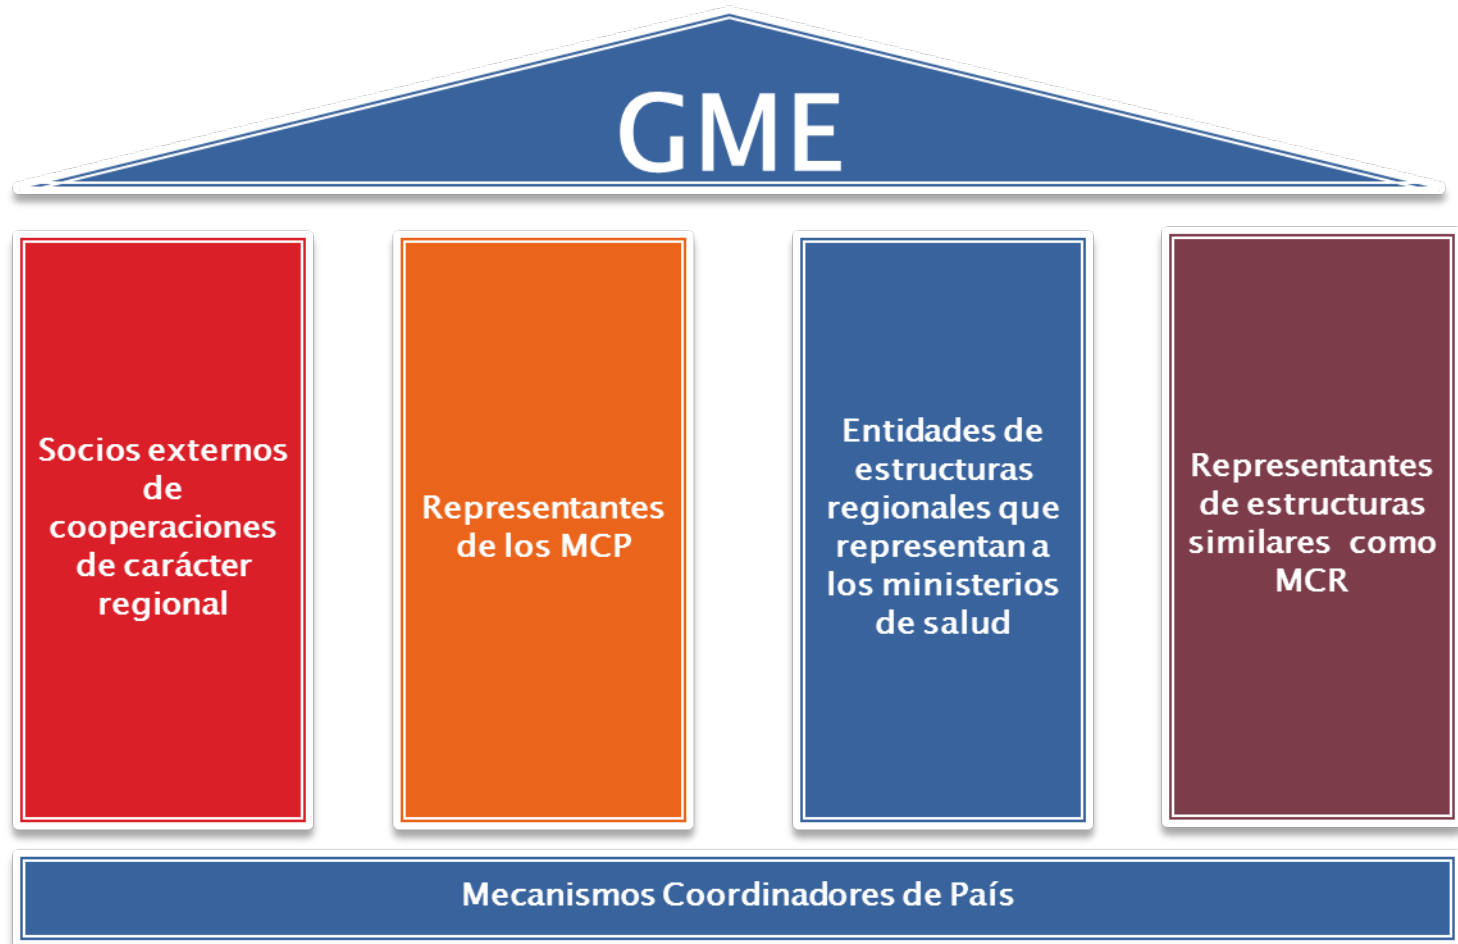 GME
Socios externos
de
cooperaciones
de carácter
regional
Representantes
de los MCP
Entidades de
estructuras
regionales que
representan a
los ministerios
de salud
Representantes
de estructuras
similares como
MCR
Mecanismos Coordinadores de País